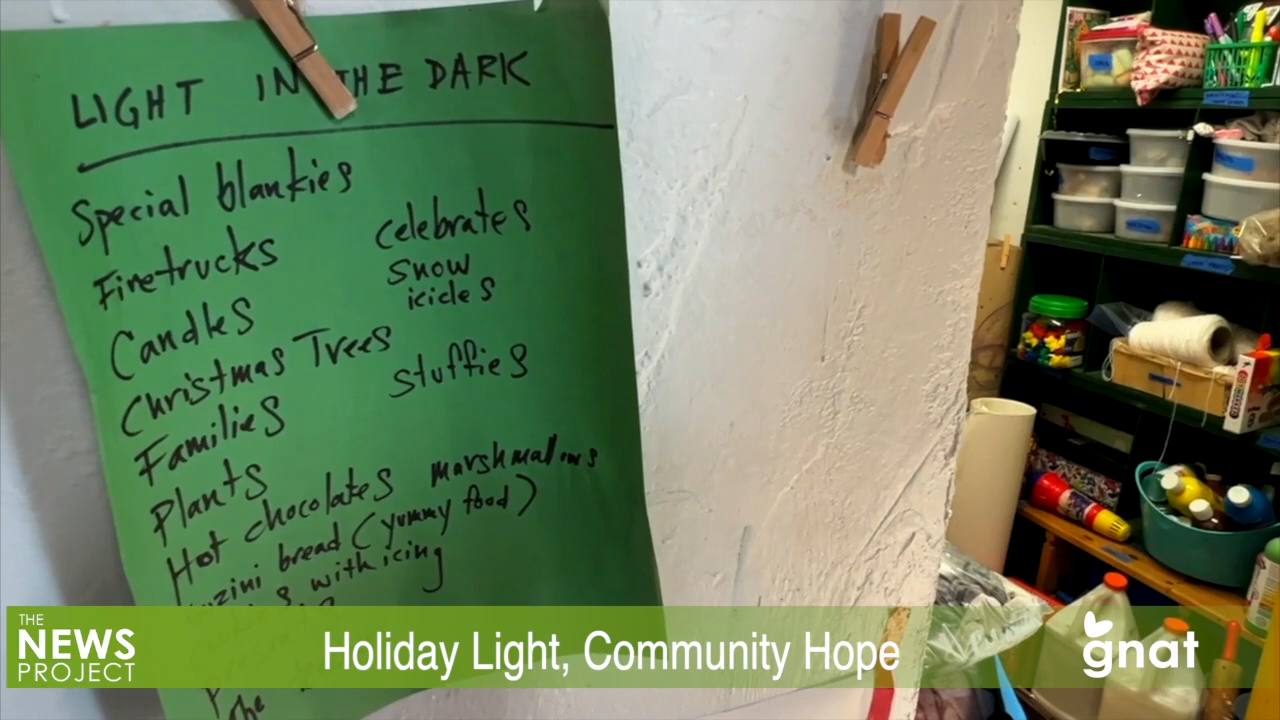 LIGHT IN THE DARK
Special blankies
Firetrucks
celebrates
snow
icicles
Candles
Christmas Trees
stuffies
Families
Plants
Hot chocolates marshmallows
bread (yummy food)
with icing
The
THE
NEWS
PROJECT
Holiday Light, Community Hope
gnat